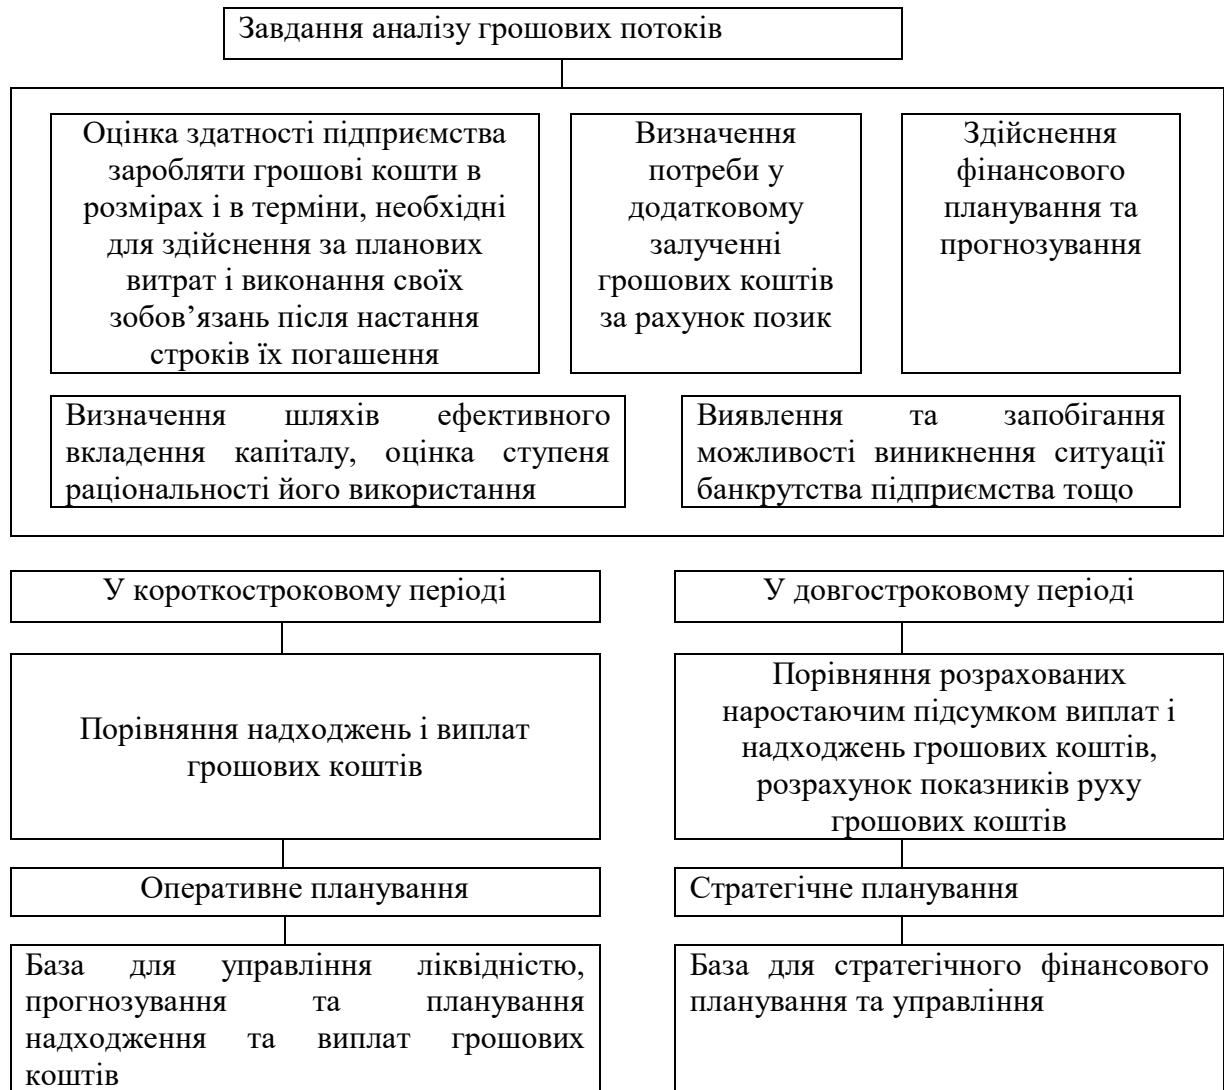 Завдання аналізу грошових потоків
Оцінка здатності підприємства
заробляти грошові кошти в
розмірах і в терміни, необхідні
для здійснення за планових
витрат і виконання своїх
зобов’язань після настання
строків їх погашення
Визначення
потреби у
додатковому
залученні
грошових коштів
за рахунок позик
Здійснення
фінансового
планування та
прогнозування
Визначення шляхів ефективного
вкладення капіталу, оцінка ступеня
раціональності його використання
Виявлення та запобігання
можливості виникнення ситуації
банкрутства підприємства тощо
У короткостроковому періоді
Порівняння надходжень і виплат
грошових коштів
Оперативне планування
База для управління ліквідністю,
прогнозування та планування
надходження та виплат грошових
коштів
У довгостроковому періоді
Порівняння розрахованих
наростаючим підсумком виплат і
надходжень грошових коштів,
розрахунок показників руху
грошових коштів
Стратегічне планування
База для стратегічного фінансового
планування та управління